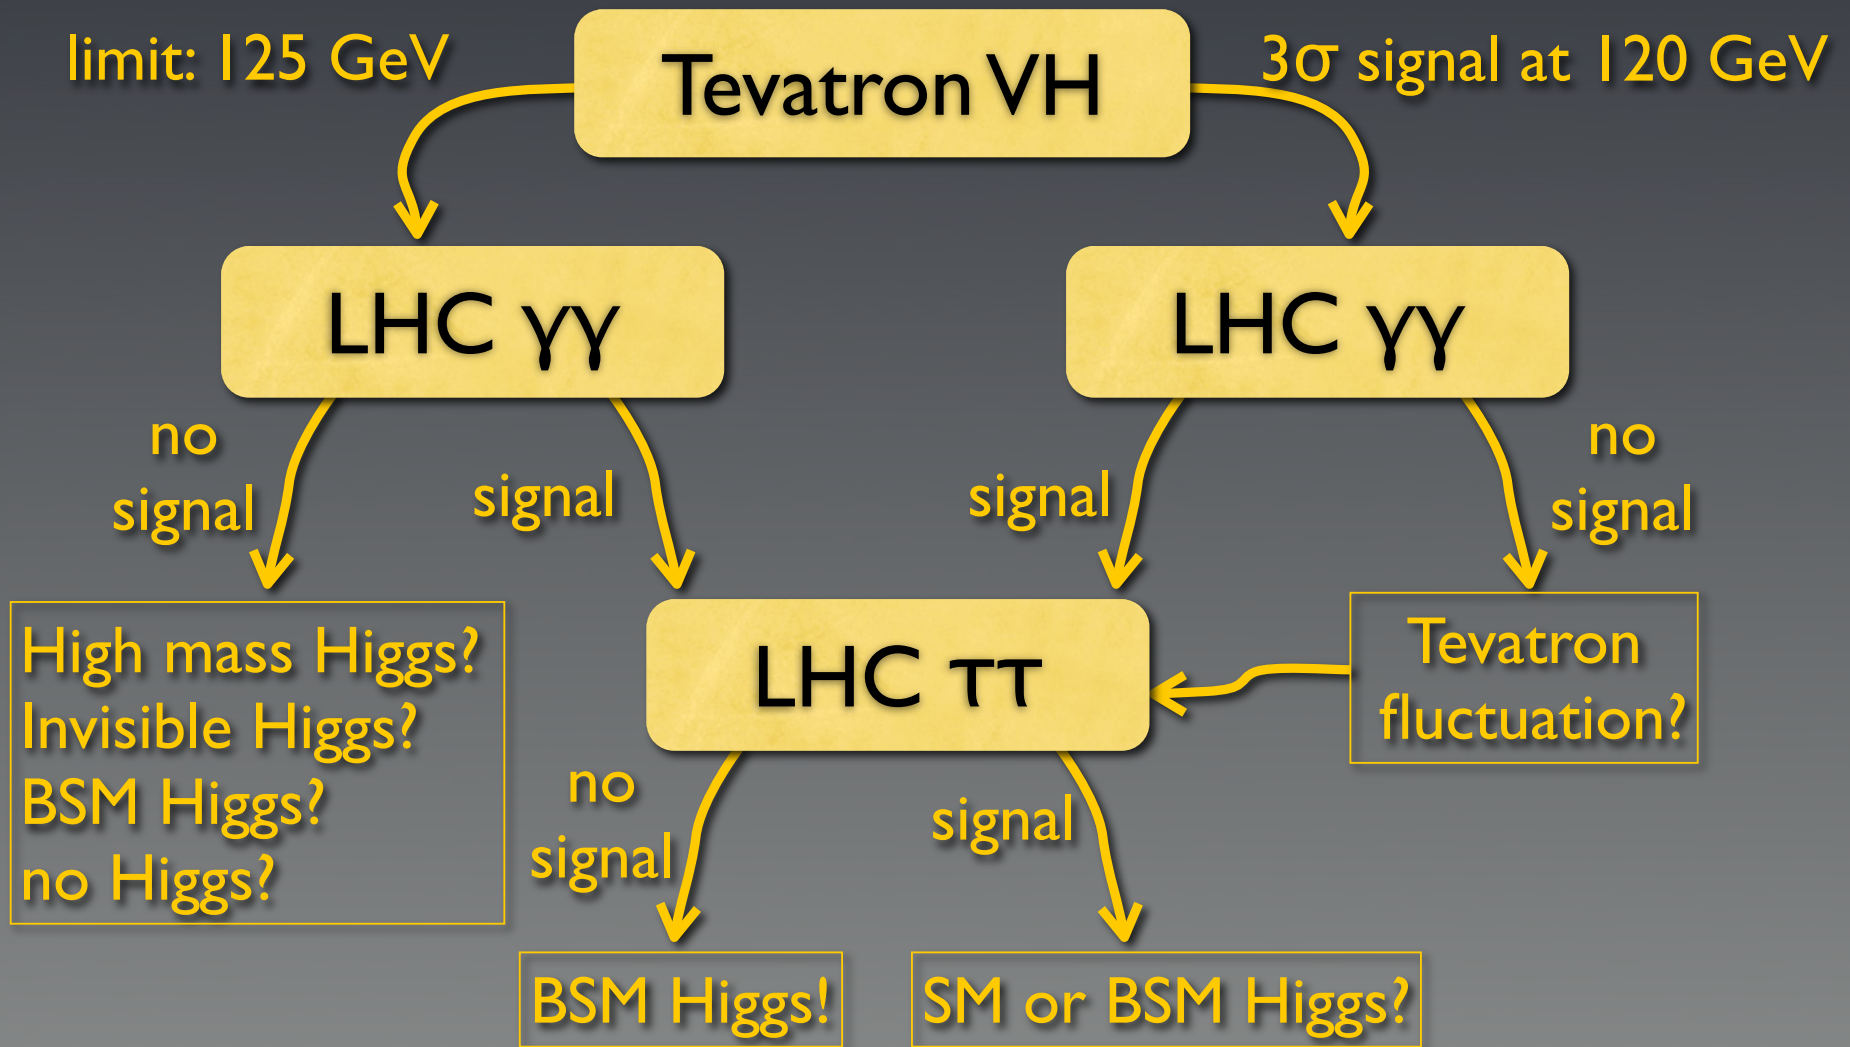 limit: 125 GeV
Tevatron VH
3σ signal at 120 GeV
LHC γγ
LHC γγ
no
signal
signal
signal
no
signal
High mass Higgs?
Invisible Higgs?
BSM Higgs?
no Higgs?
LHC ττ
Tevatron
fluctuation?
no
signal
signal
BSM Higgs!
SM or BSM Higgs?